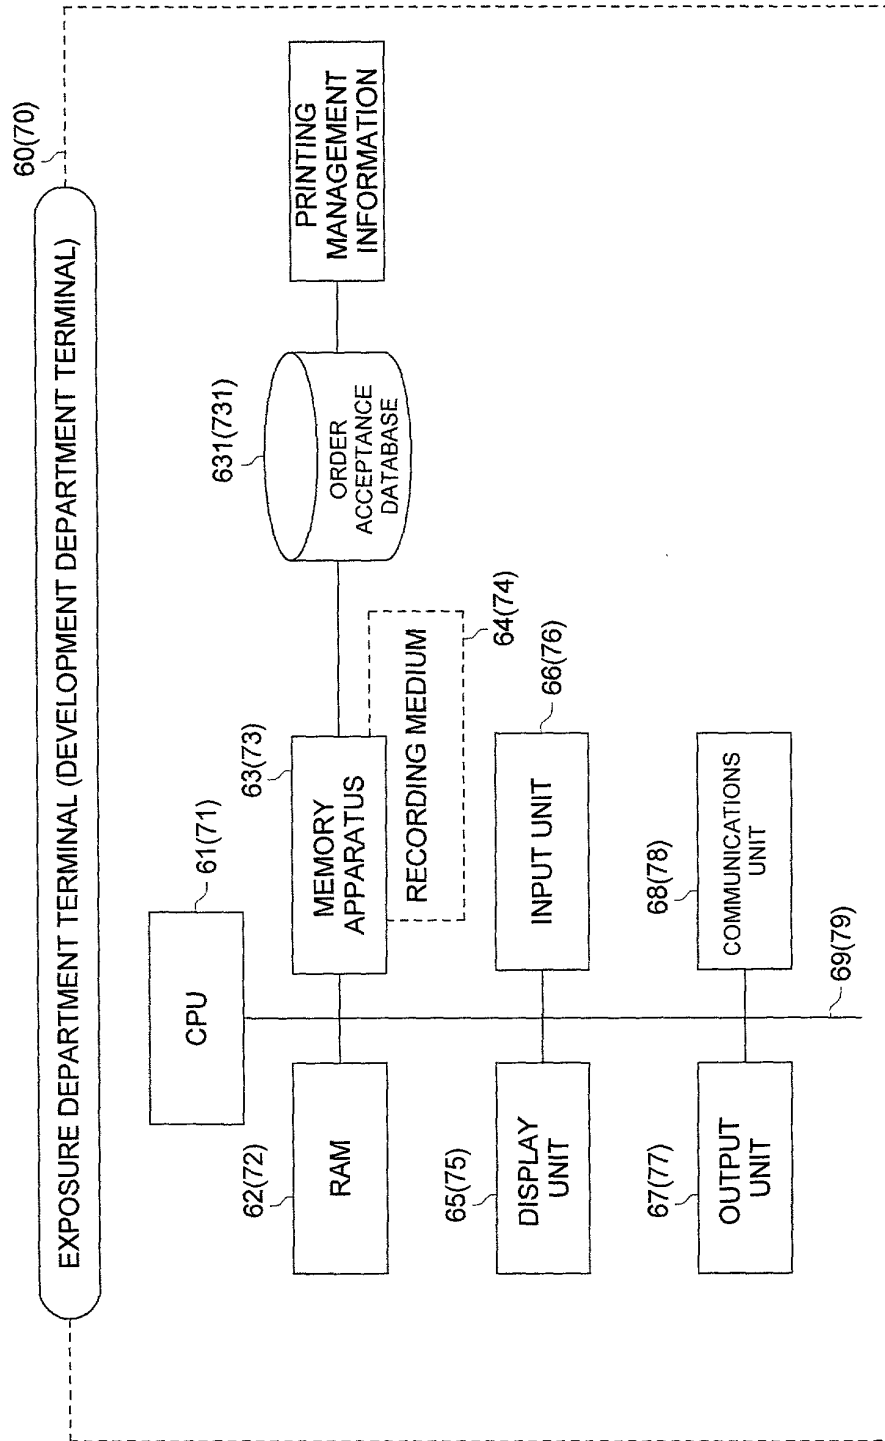 60(70)
EXPOSURE DEPARTMENT TERMINAL (DEVELOPMENT DEPARTMENT TERMINAL)
CPU
61(71)
62(72)
RAM
63(73)
MEMORY
APPARATUS
RECORDING MEDIUM
64(74)
631(731)
ORDER
ACCEPTANCE
DATABASE
PRINTING
MANAGEMENT
INFORMATION
65(75)
DISPLAY
UNIT
INPUT UNIT
66(76)
67(77)
OUTPUT
UNIT
68(78)
COMMUNICATIONS
UNIT
69(79)